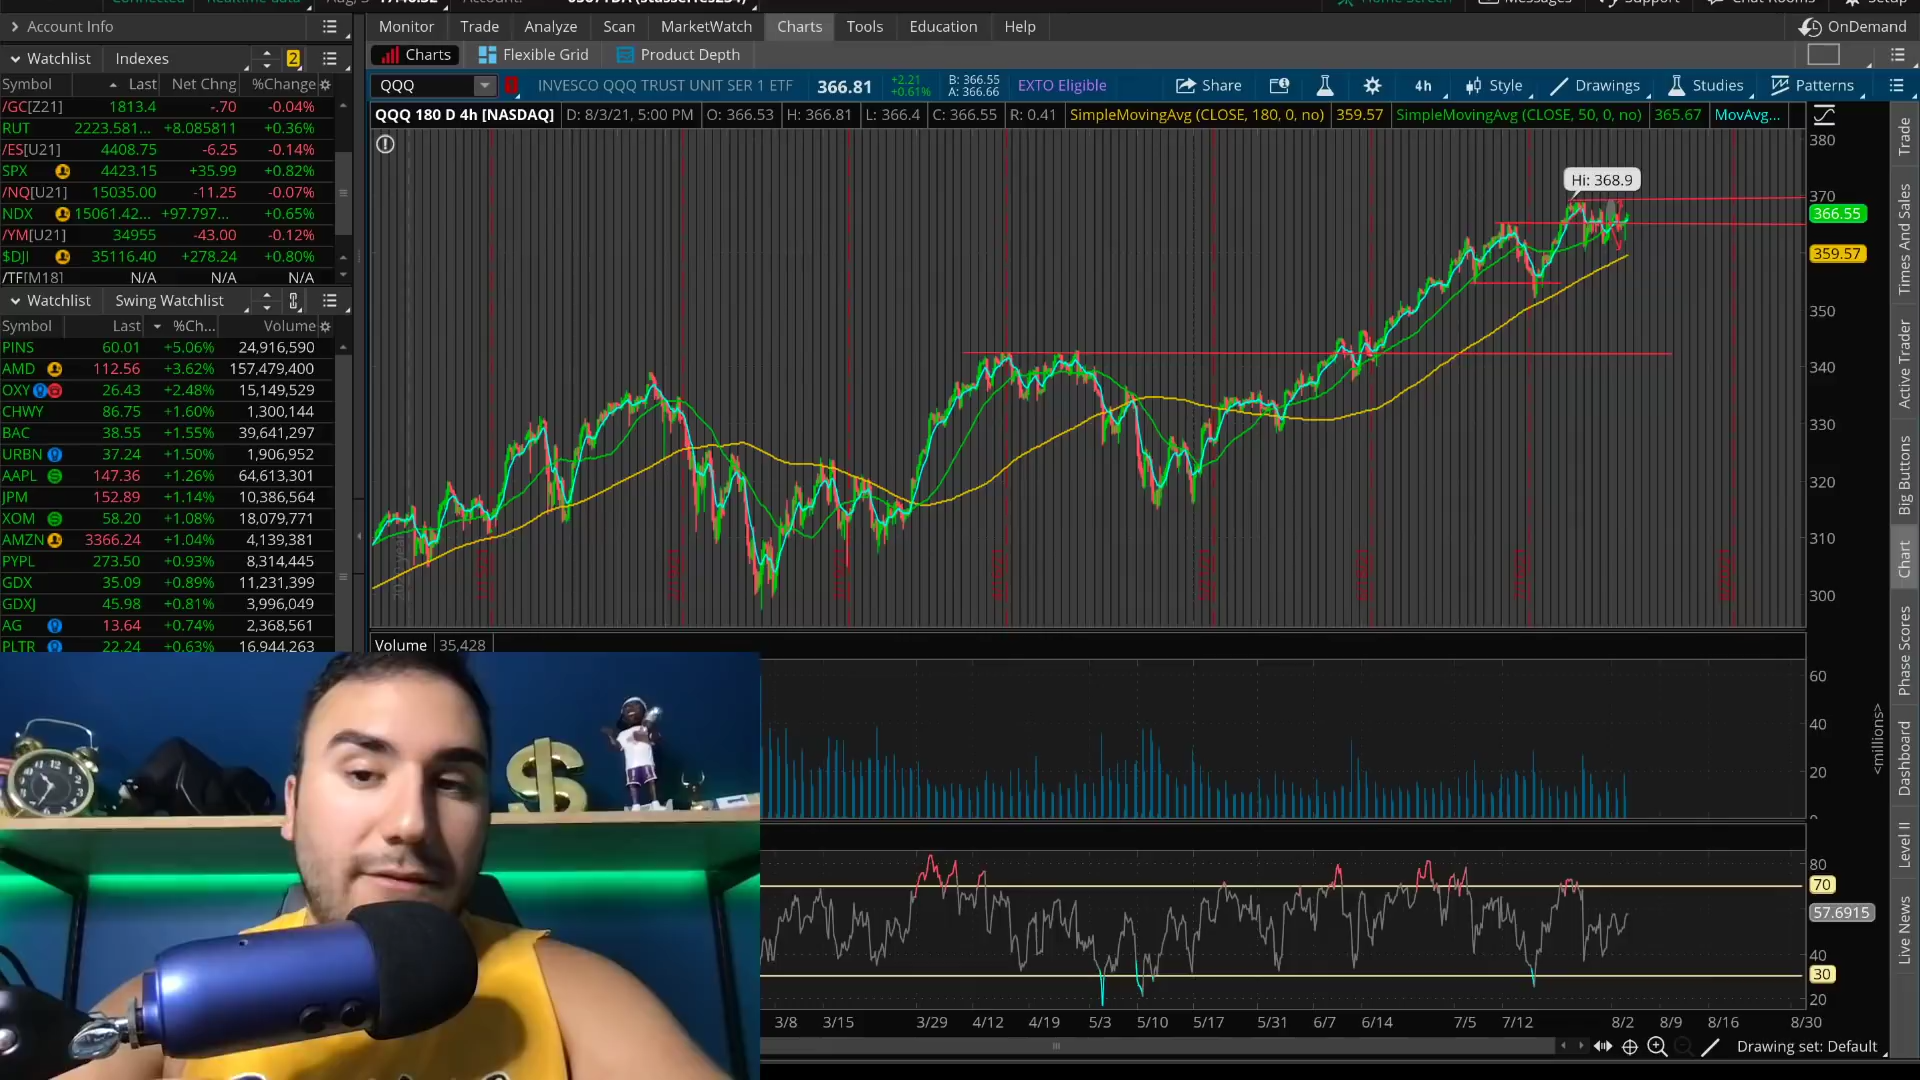 Account Info
Monitor Trade Analyze Scan MarketWatch Charts Tools Education Help OnDemand
Charts Flexible Grid Product Depth
Watchlist Indexes 2
Symbol Last Net Chng %Change
/GC[Z21] 1813.4 -.70 -0.04%
RUT 2223.581... +8.085811 +0.36%
/ES[U21] 4408.75 -6.25 -0.14%
SPX 4423.15 +35.99 +0.82%
/NQ[U21] 15035.00 -11.25 -0.07%
NDX 15061.42... +97.797... +0.65%
/YM[U21] 34955 -43.00 -0.12%
$DJI 35116.40 +278.24 +0.80%
/TF[M18] N/A N/A N/A
Watchlist Swing Watchlist
Symbol Last %Ch... Volume
PINS 60.01 +5.06% 24,916,590
AMD 112.56 +3.62% 157,479,400
OXY 26.43 +2.48% 15,149,529
CHWY 86.75 +1.60% 1,300,144
BAC 38.55 +1.55% 39,641,297
URBN 37.24 +1.50% 1,906,952
AAPL 147.36 +1.26% 64,613,301
JPM 152.89 +1.14% 10,386,564
XOM 58.20 +1.08% 18,079,771
AMZN 3366.24 +1.04% 4,139,381
PYPL 273.50 +0.93% 8,314,445
GDX 35.09 +0.89% 11,231,399
GDXJ 45.98 +0.81% 3,996,049
AG 13.64 +0.74% 2,368,561
PLTR 22.24 +0.63% 16,944,263
QQQ INVESCO QQQ TRUST UNIT SER 1 ETF 366.81 +2.21 +0.61% B: 366.55 A: 366.66 EXTO Eligible Share 4h Style Drawings Studies Patterns
QQQ 180 D 4h [NASDAQ] D: 8/3/21, 5:00 PM O: 366.53 H: 366.81 L: 366.4 C: 366.55 R: 0.41 SimpleMovingAvg (CLOSE, 180, 0, no) 359.57 SimpleMovingAvg (CLOSE, 50, 0, no) 365.67 MovAvg...
Hi: 368.9
380
370
366.55
359.57
350
340
330
320
310
300
Volume 35,428
60
40
20
<millions>
80
70
57.6915
40
30
20
3/8 3/15 3/29 4/12 4/19 5/3 5/10 5/17 5/31 6/7 6/14 7/5 7/12 8/2 8/9 8/16 8/30
Drawing set: Default
Trade
Times And Sales
Active Trader
Big Buttons
Chart
Phase Scores
Dashboard
Level II
Live News